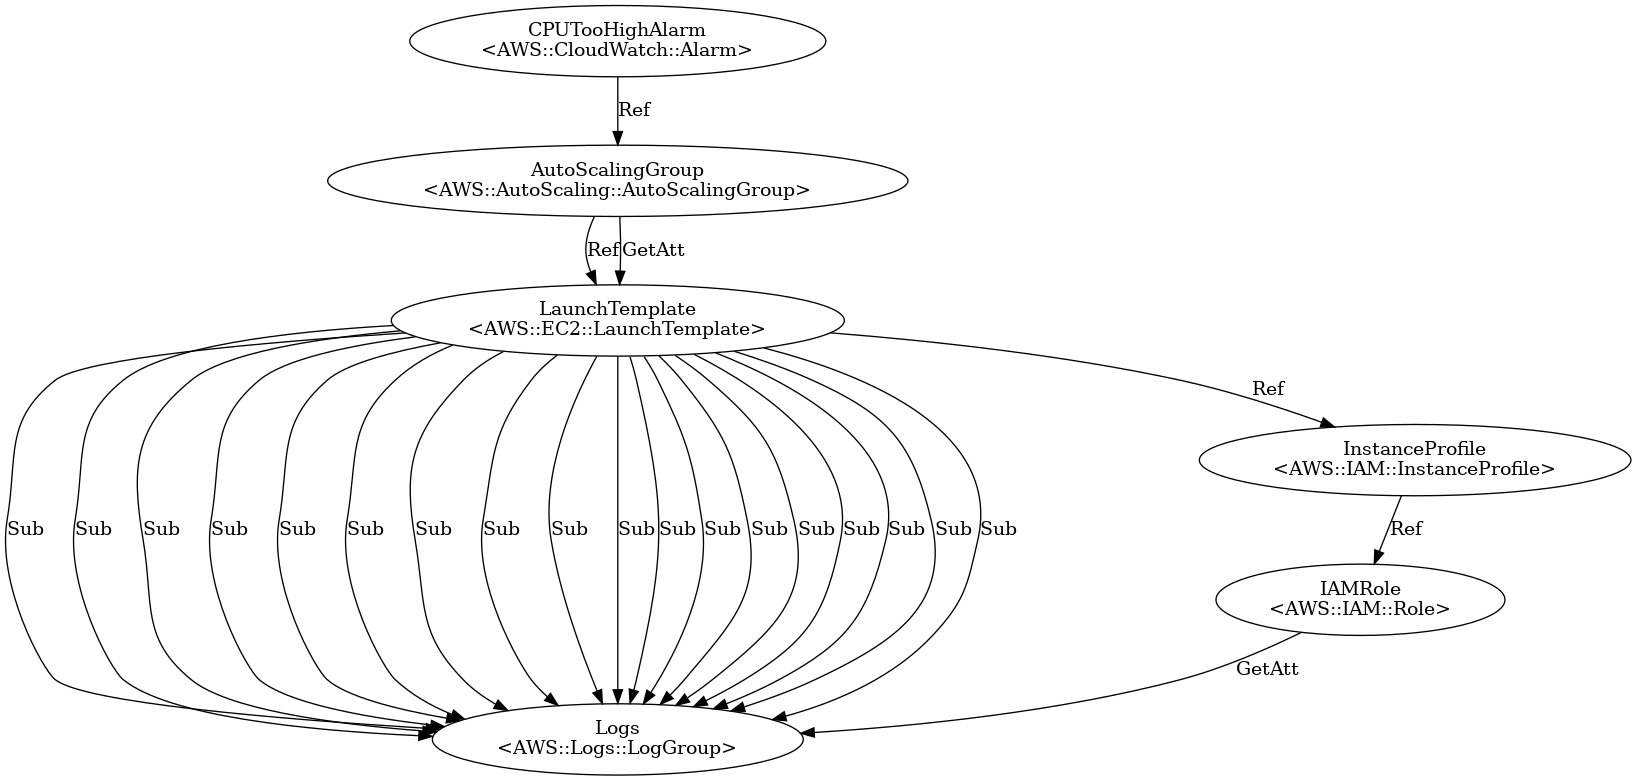 CPUTooHighAlarm
<AWS::CloudWatch::Alarm>
Ref
AutoScalingGroup
<AWS::AutoScaling::AutoScalingGroup>
Ref GetAtt
LaunchTemplate
<AWS::EC2::LaunchTemplate>
Ref
InstanceProfile
<AWS::IAM::InstanceProfile>
Sub Sub Sub Sub Sub Sub Sub Sub Sub Sub Sub Sub Sub Sub Sub Sub Sub Sub Ref
IAMRole
<AWS::IAM::Role>
GetAtt
Logs
<AWS::Logs::LogGroup>